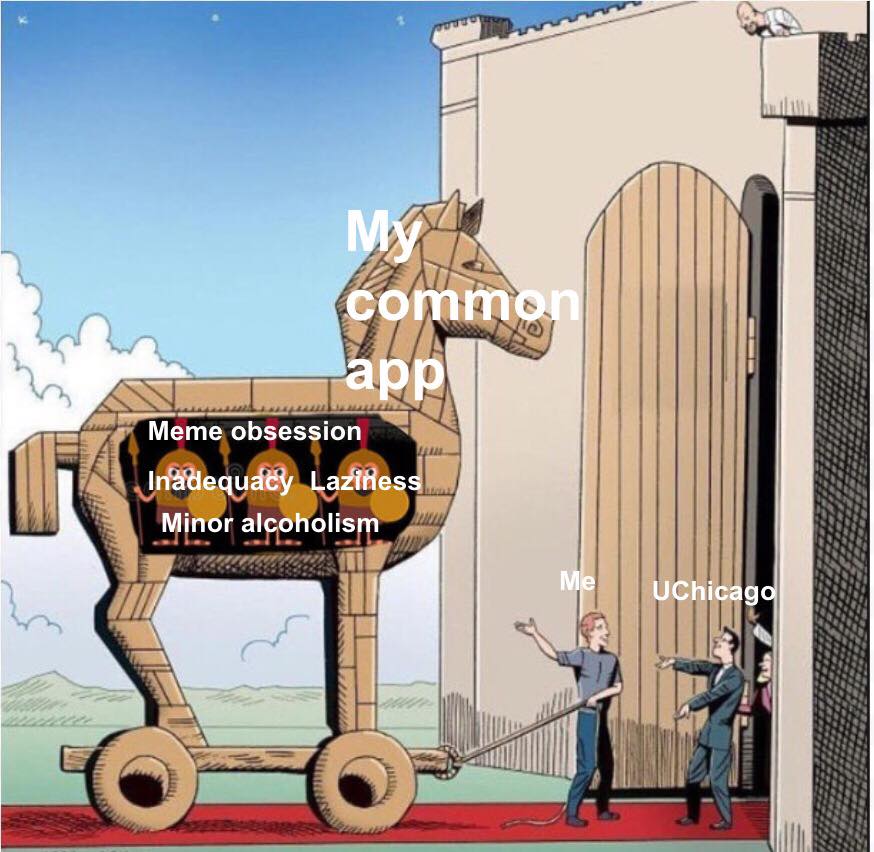 My
common
app
Meme obsession
Inadequacy Laziness
Minor alcoholism
Me
UChicago